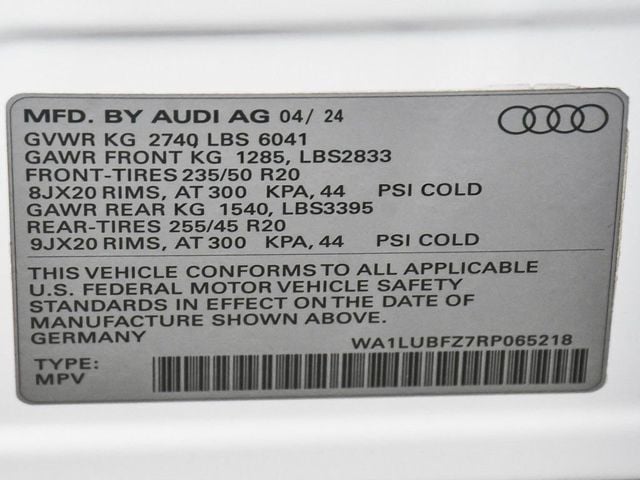 MFD. BY AUDI AG 04/ 24
GVWR KG 2740 LBS 6041
GAWR FRONT KG 1285, LBS2833
FRONT-TIRES 235/50 R20
8JX20 RIMS, AT 300 KPA, 44 PSI COLD
GAWR REAR KG 1540, LBS3395
REAR-TIRES 255/45 R20
9JX20 RIMS, AT 300 KPA, 44 PSI COLD
THIS VEHICLE CONFORMS TO ALL APPLICABLE
U.S. FEDERAL MOTOR VEHICLE SAFETY
STANDARDS IN EFFECT ON THE DATE OF
MANUFACTURE SHOWN ABOVE.
GERMANY WA1LUBFZ7RP065218
TYPE:
MPV